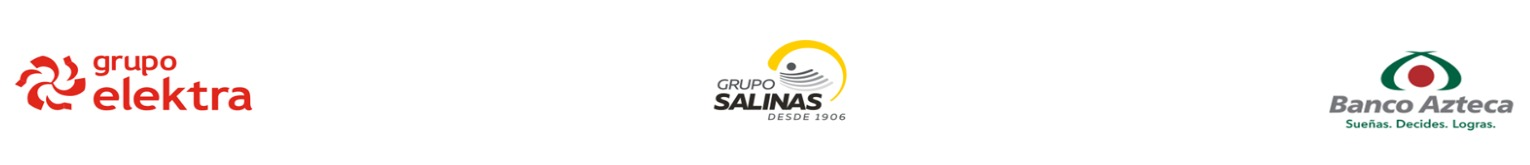 grupo
elektra
GRUPO
SALINAS
DESDE 1906
Banco Azteca
Sueñas. Decides. Logras.